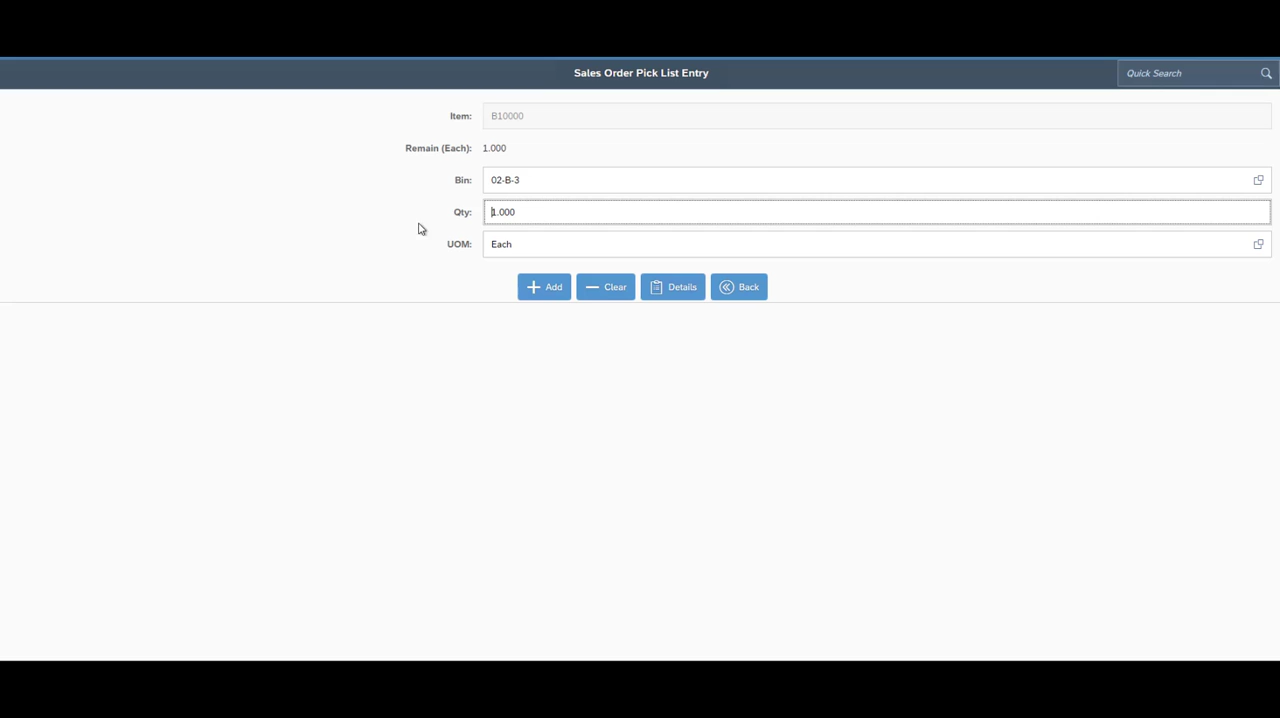 Sales Order Pick List Entry
Quick Search
Item: B10000
Remain (Each): 1.000
Bin: 02-B-3
Qty: 1.000
UOM: Each
Add Clear Details Back